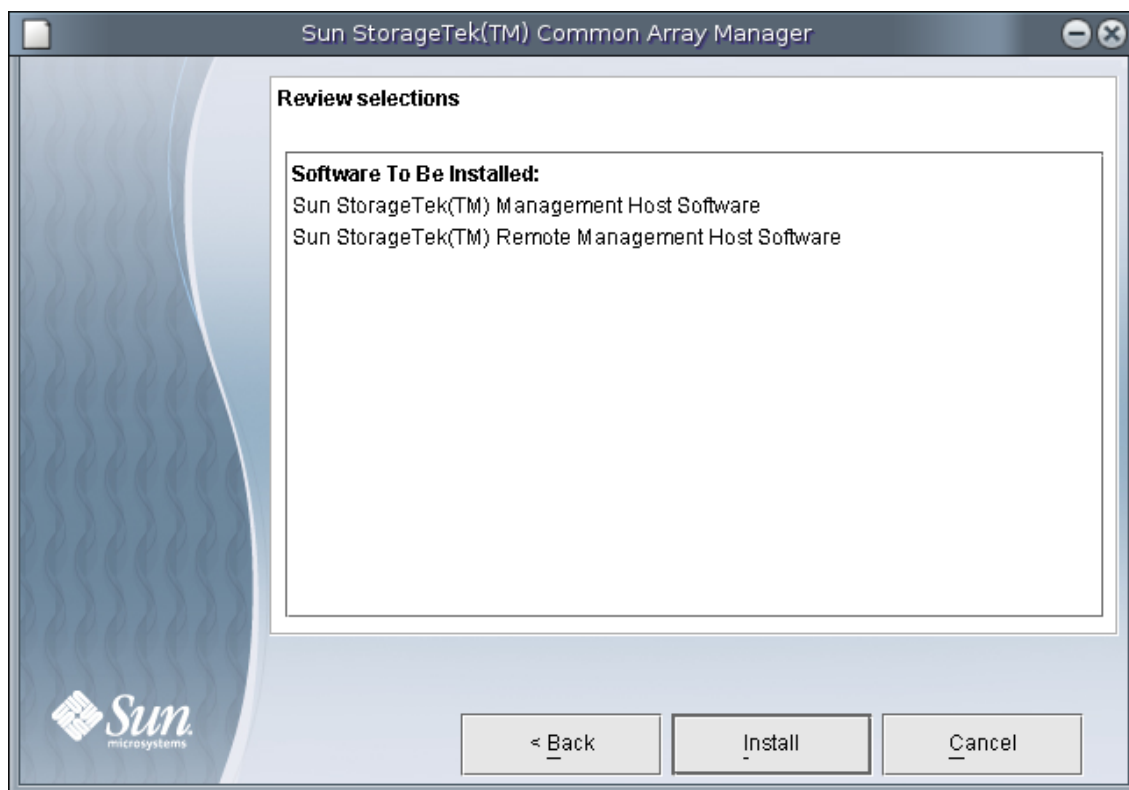 Sun StorageTek(TM) Common Array Manager
Review selections
Software To Be Installed:
Sun StorageTek(TM) Management Host Software
Sun StorageTek(TM) Remote Management Host Software
Sun.
microsystems
< Back
Install
Cancel